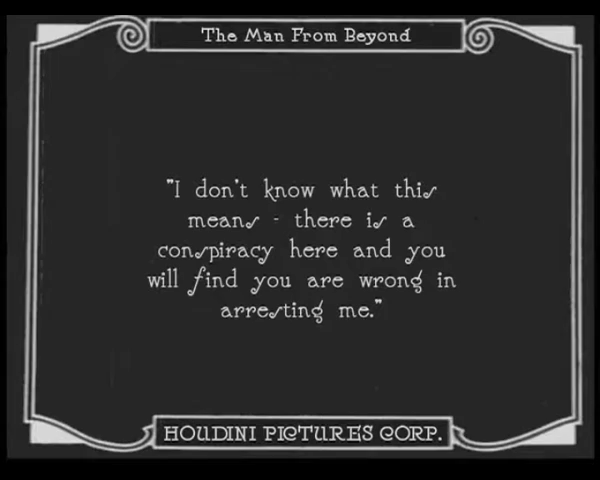 The Man From Beyond
"I don't know what this
means - there is a
conspiracy here and you
will find you are wrong in
arresting me."
HOUDINI PICTURES CORP.